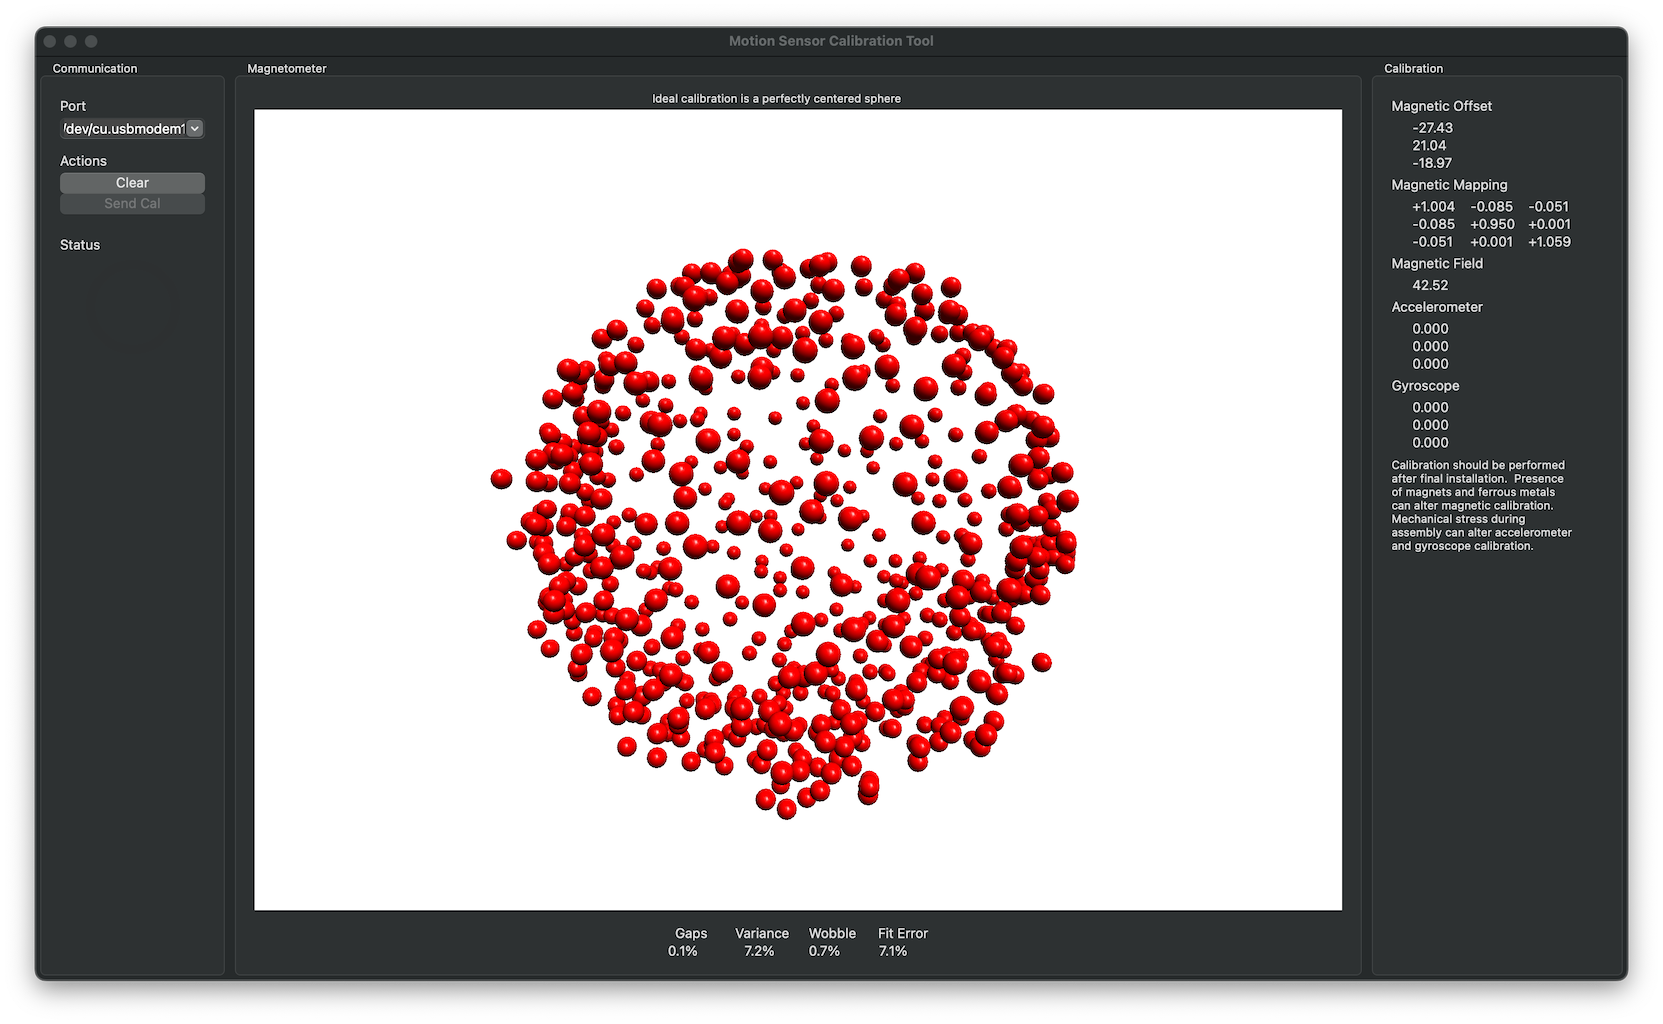 Motion Sensor Calibration Tool
Communication
Port
/dev/cu.usbmodem1
Actions
Clear
Send Cal
Status
Magnetometer
Ideal calibration is a perfectly centered sphere
Gaps Variance Wobble Fit Error
0.1% 7.2% 0.7% 7.1%
Calibration
Magnetic Offset
-27.43
21.04
-18.97
Magnetic Mapping
+1.004 -0.085 -0.051
-0.085 +0.950 +0.001
-0.051 +0.001 +1.059
Magnetic Field
42.52
Accelerometer
0.000
0.000
0.000
Gyroscope
0.000
0.000
0.000
Calibration should be performed
after final installation. Presence
of magnets and ferrous metals
can alter magnetic calibration.
Mechanical stress during
assembly can alter accelerometer
and gyroscope calibration.